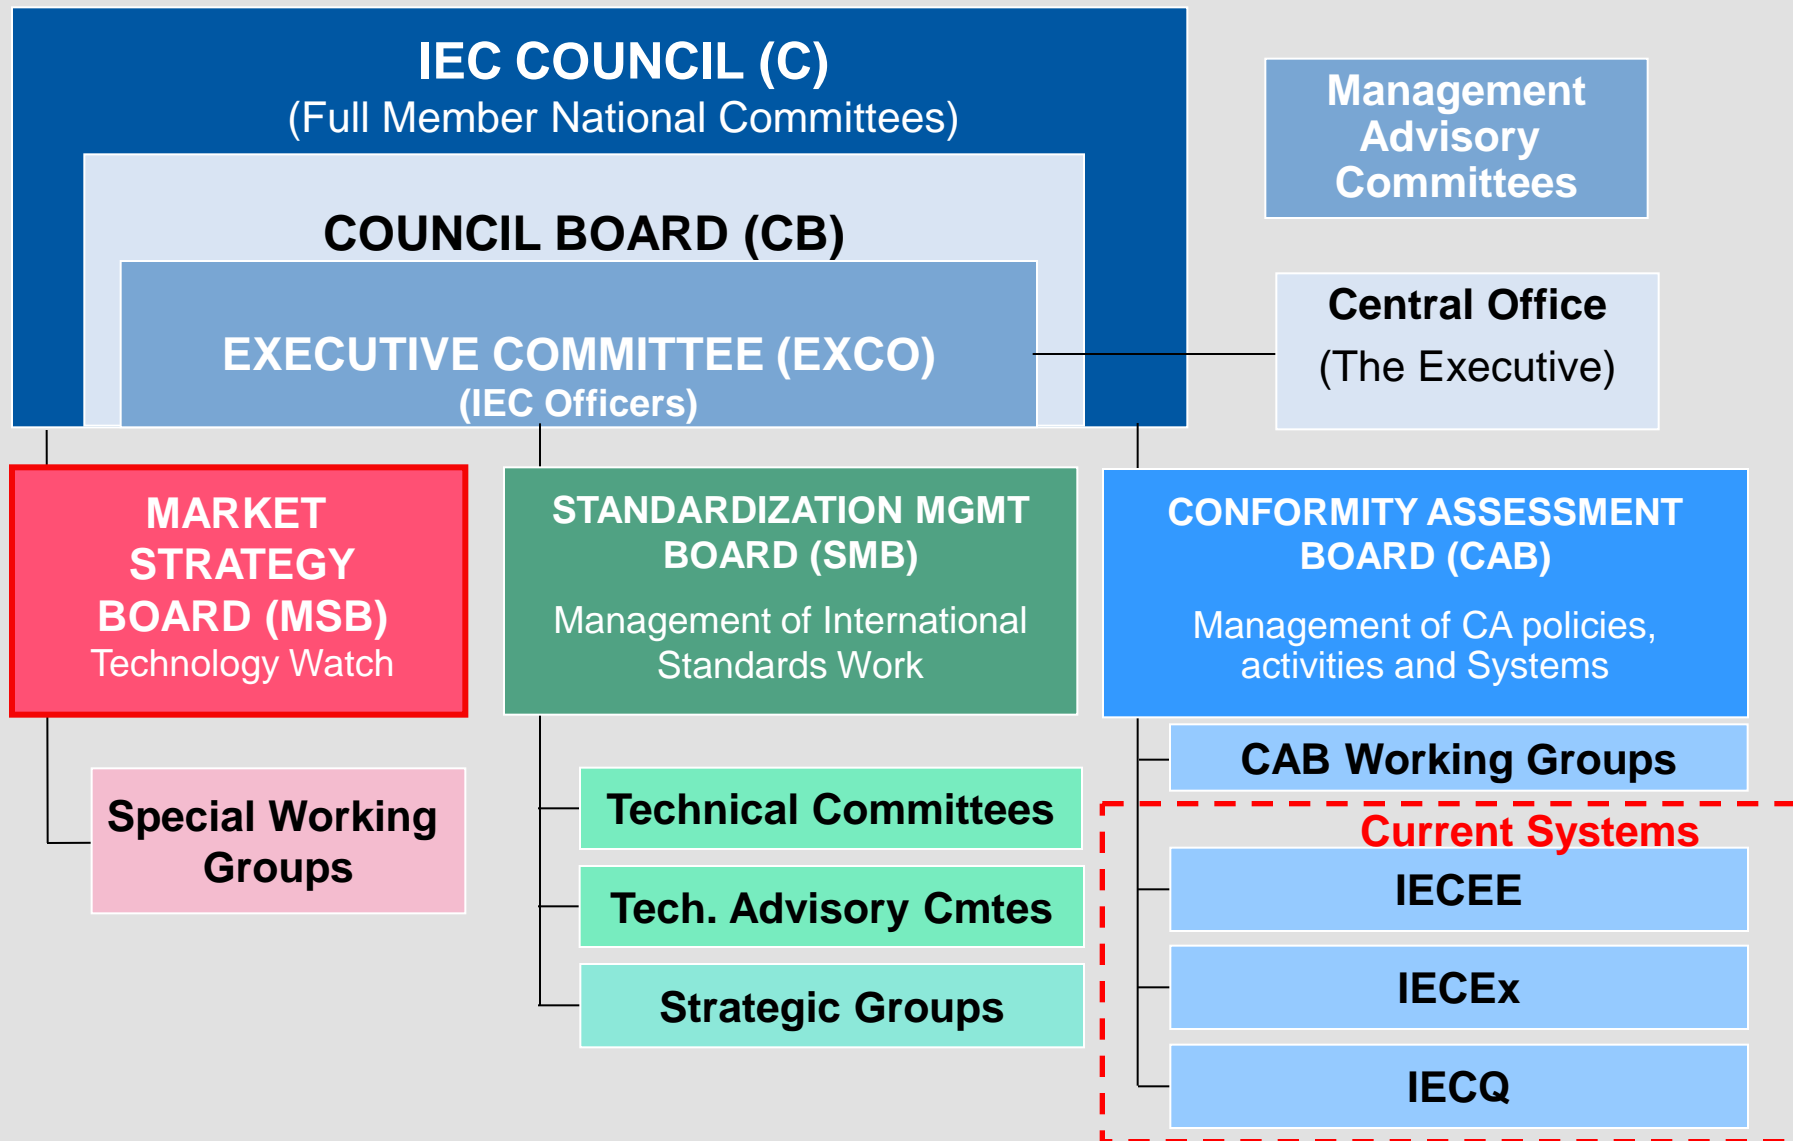 IEC COUNCIL (C)
(Full Member National Committees)
Management
Advisory
Committees
COUNCIL BOARD (CB)
EXECUTIVE COMMITTEE (EXCO)
(IEC Officers)
Central Office
(The Executive)
MARKET
STRATEGY
BOARD (MSB)
Technology Watch
STANDARDIZATION MGMT
BOARD (SMB)
Management of International
Standards Work
CONFORMITY ASSESSMENT
BOARD (CAB)
Management of CA policies,
activities and Systems
Special Working
Groups
Technical Committees
Tech. Advisory Cmtes
Strategic Groups
CAB Working Groups
Current Systems
IECEE
IECEx
IECQ